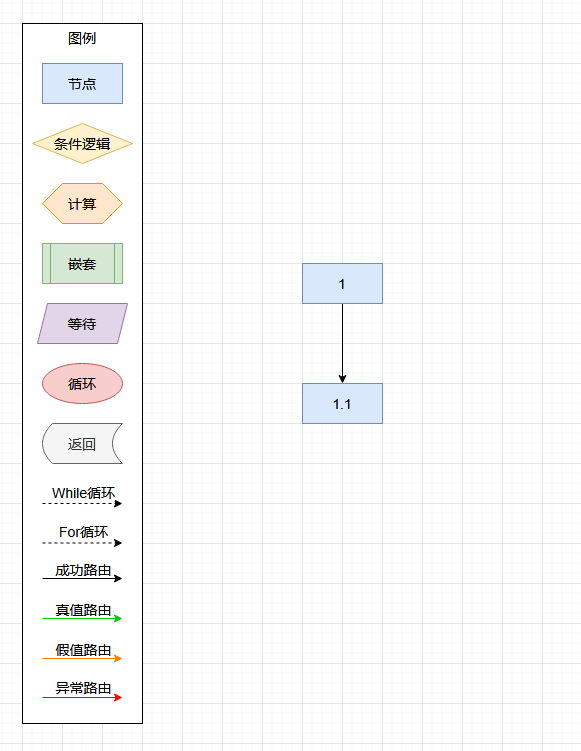 图例
节点
条件逻辑
计算
嵌套
等待
循环
返回
While循环
For循环
成功路由
真值路由
假值路由
异常路由
1
1.1